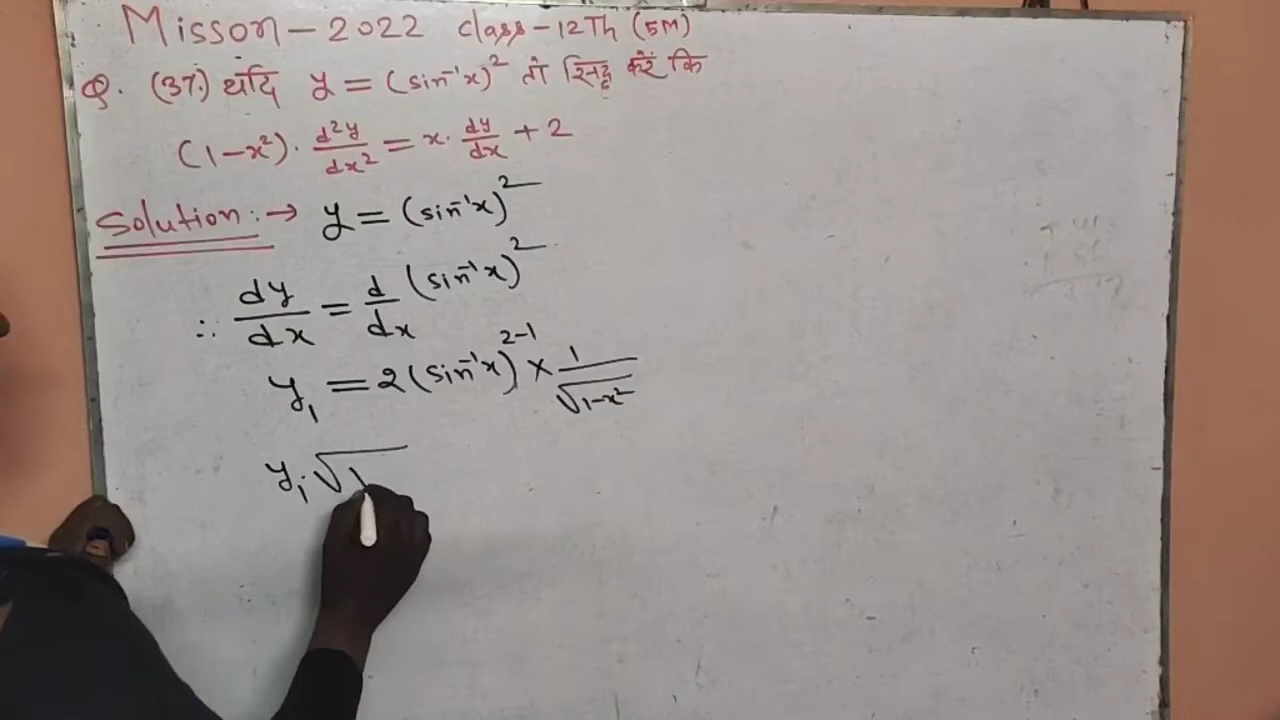 Misson-2022 Class-12Th (5M)
Q. (37.) यदि y = (sin⁻¹x)² तो सिद्ध करें कि
(1-x²). d²y/dx² = x. dy/dx + 2
Solution:→ y = (sin⁻¹x)²
∴ dy/dx = d/dx (sin⁻¹x)²
y₁ = 2(sin⁻¹x)²⁻¹ × 1/√1-x²
y₁.√1